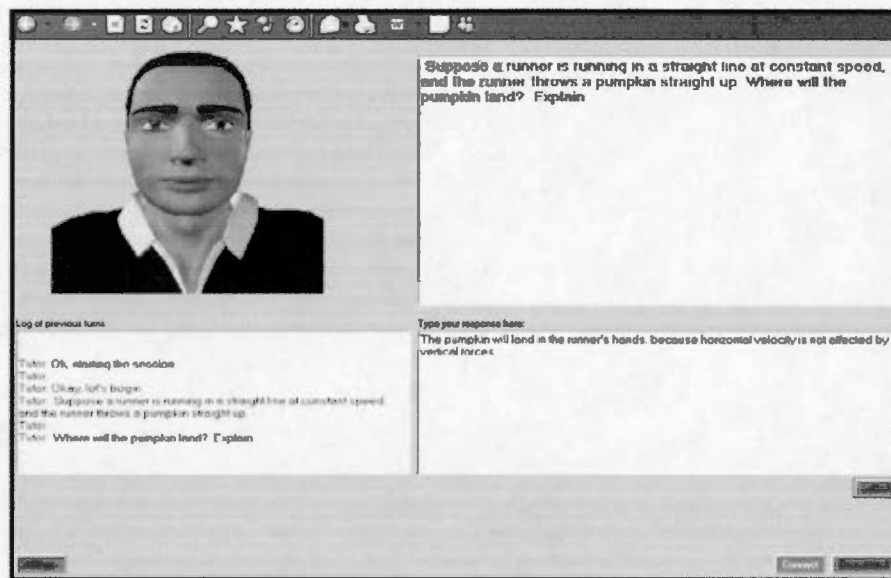 Suppose a runner is running in a straight line at constant speed,
and the runner throws a pumpkin straight up. Where will the
pumpkin land? Explain
Log of previous turns
Tutor: Ok, starting the session
Tutor:
Tutor: Okay, let's begin
Tutor: Suppose a runner is running in a straight line at constant speed,
and the runner throws a pumpkin straight up.
Tutor:
Tutor: Where will the pumpkin land? Explain
Type your response here:
The pumpkin will land in the runner's hands, because horizontal velocity is not affected by
vertical forces
Connect